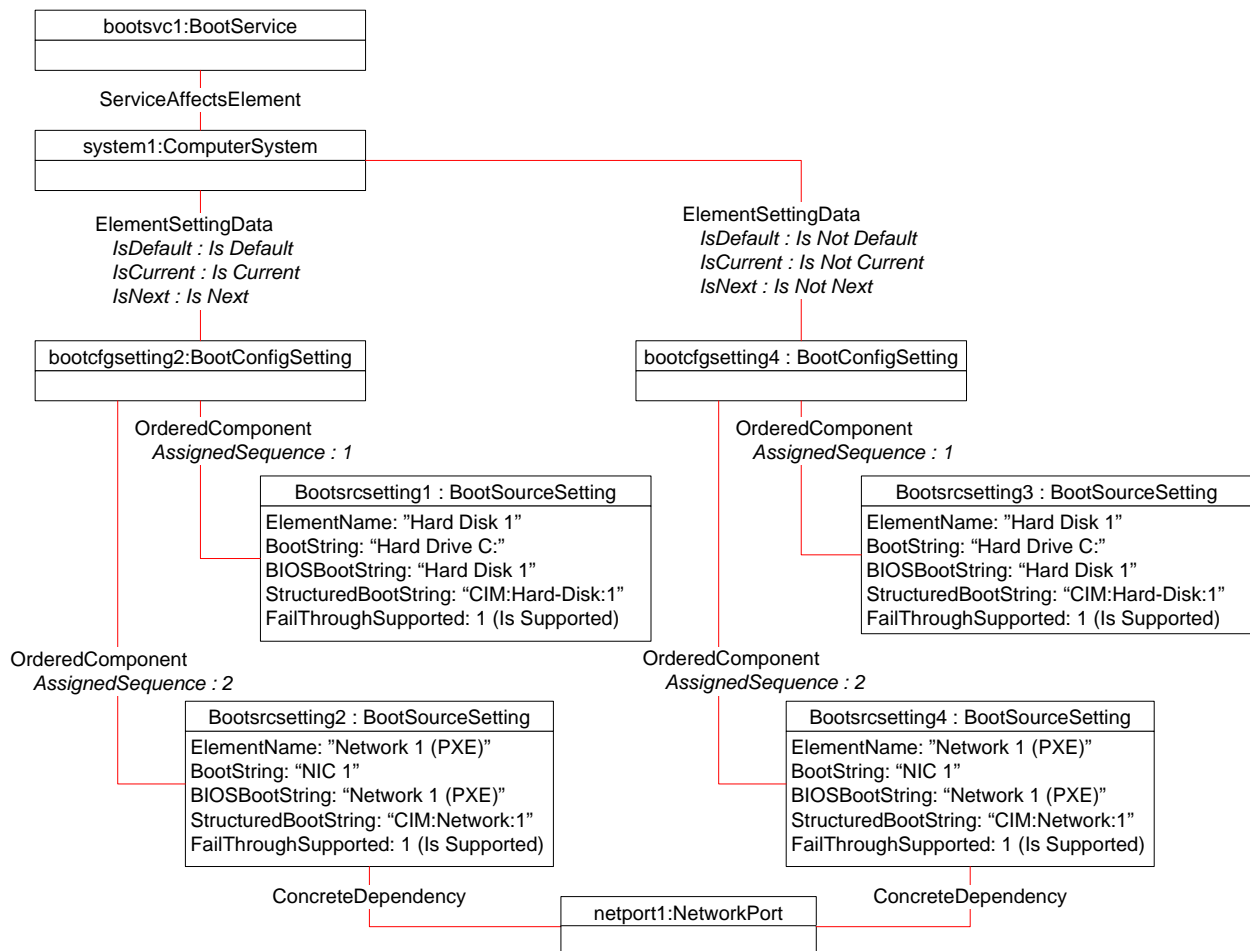 bootsvc1:BootService
ServiceAffectsElement
system1:ComputerSystem
ElementSettingData
IsDefault : Is Default
IsCurrent : Is Current
IsNext : Is Next
ElementSettingData
IsDefault : Is Not Default
IsCurrent : Is Not Current
IsNext : Is Not Next
bootcfgsetting2:BootConfigSetting
bootcfgsetting4 : BootConfigSetting
OrderedComponent
AssignedSequence : 1
OrderedComponent
AssignedSequence : 1
Bootsrcsetting1 : BootSourceSetting
ElementName: ”Hard Disk 1”
BootString: “Hard Drive C:”
BIOSBootString: “Hard Disk 1”
StructuredBootString: “CIM:Hard-Disk:1”
FailThroughSupported: 1 (Is Supported)
Bootsrcsetting3 : BootSourceSetting
ElementName: ”Hard Disk 1”
BootString: “Hard Drive C:”
BIOSBootString: “Hard Disk 1”
StructuredBootString: “CIM:Hard-Disk:1”
FailThroughSupported: 1 (Is Supported)
OrderedComponent
AssignedSequence : 2
OrderedComponent
AssignedSequence : 2
Bootsrcsetting2 : BootSourceSetting
ElementName: ”Network 1 (PXE)”
BootString: “NIC 1”
BIOSBootString: “Network 1 (PXE)”
StructuredBootString: “CIM:Network:1”
FailThroughSupported: 1 (Is Supported)
Bootsrcsetting4 : BootSourceSetting
ElementName: ”Network 1 (PXE)”
BootString: “NIC 1”
BIOSBootString: “Network 1 (PXE)”
StructuredBootString: “CIM:Network:1”
FailThroughSupported: 1 (Is Supported)
ConcreteDependency
ConcreteDependency
netport1:NetworkPort